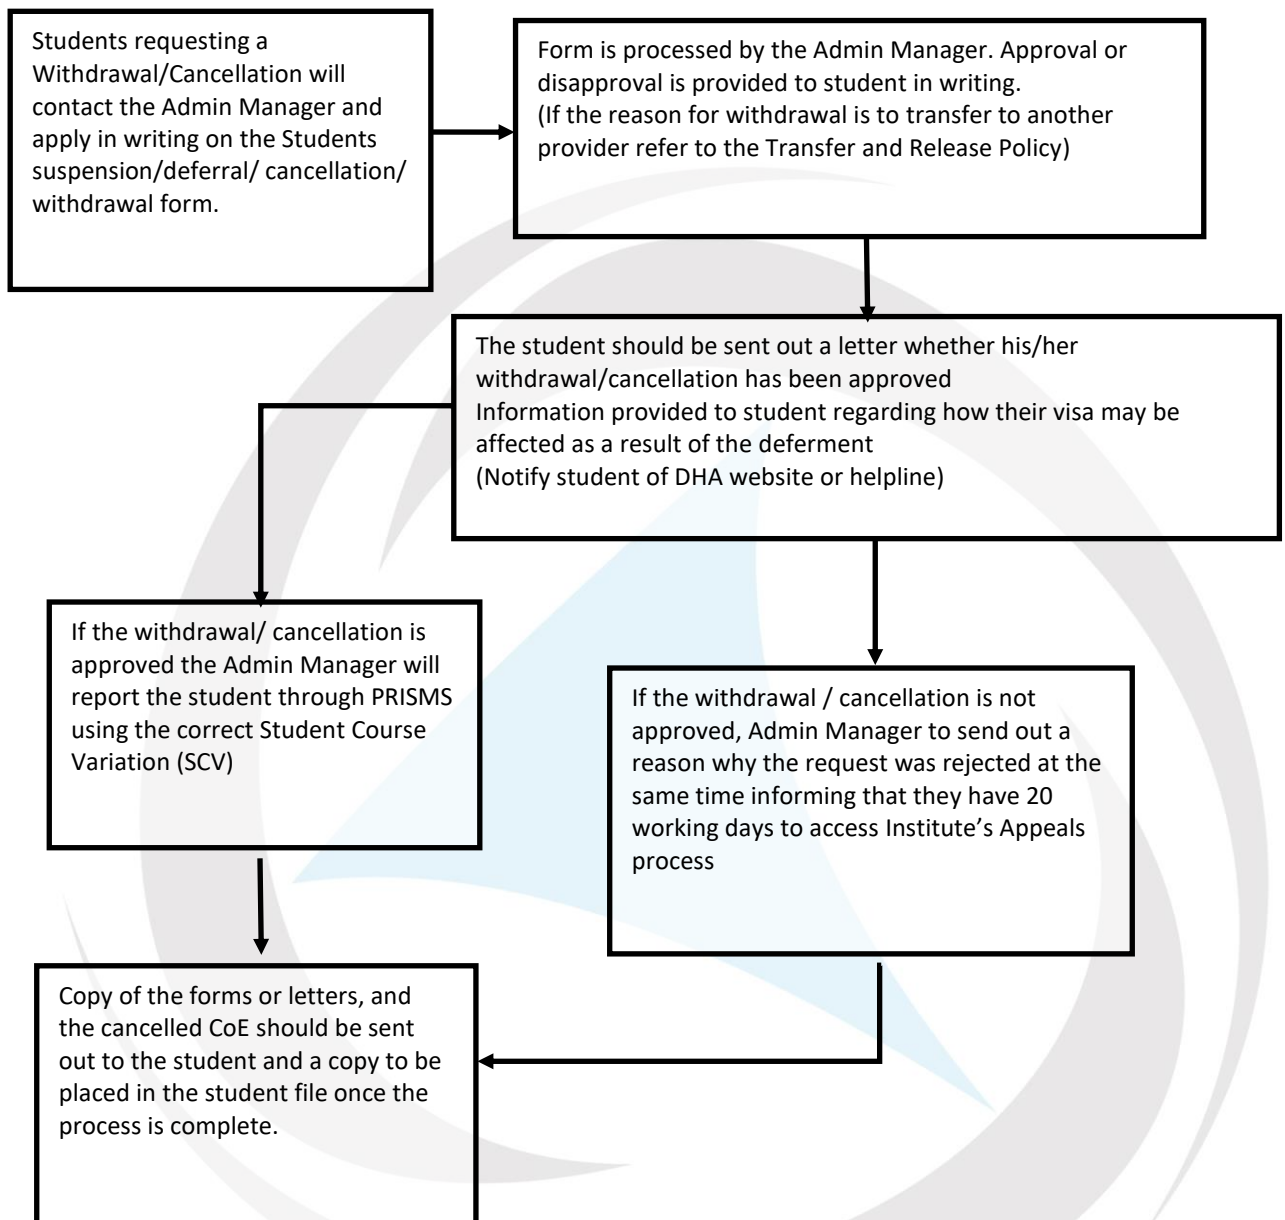 Students requesting a
Withdrawal/Cancellation will
contact the Admin Manager and
apply in writing on the Students
suspension/deferral/ cancellation/
withdrawal form.
Form is processed by the Admin Manager. Approval or
disapproval is provided to student in writing.
(If the reason for withdrawal is to transfer to another
provider refer to the Transfer and Release Policy)
The student should be sent out a letter whether his/her
withdrawal/cancellation has been approved
Information provided to student regarding how their visa may be
affected as a result of the deferment
(Notify student of DHA website or helpline)
If the withdrawal/ cancellation is
approved the Admin Manager will
report the student through PRISMS
using the correct Student Course
Variation (SCV)
If the withdrawal / cancellation is not
approved, Admin Manager to send out a
reason why the request was rejected at the
same time informing that they have 20
working days to access Institute’s Appeals
process
Copy of the forms or letters, and
the cancelled CoE should be sent
out to the student and a copy to be
placed in the student file once the
process is complete.